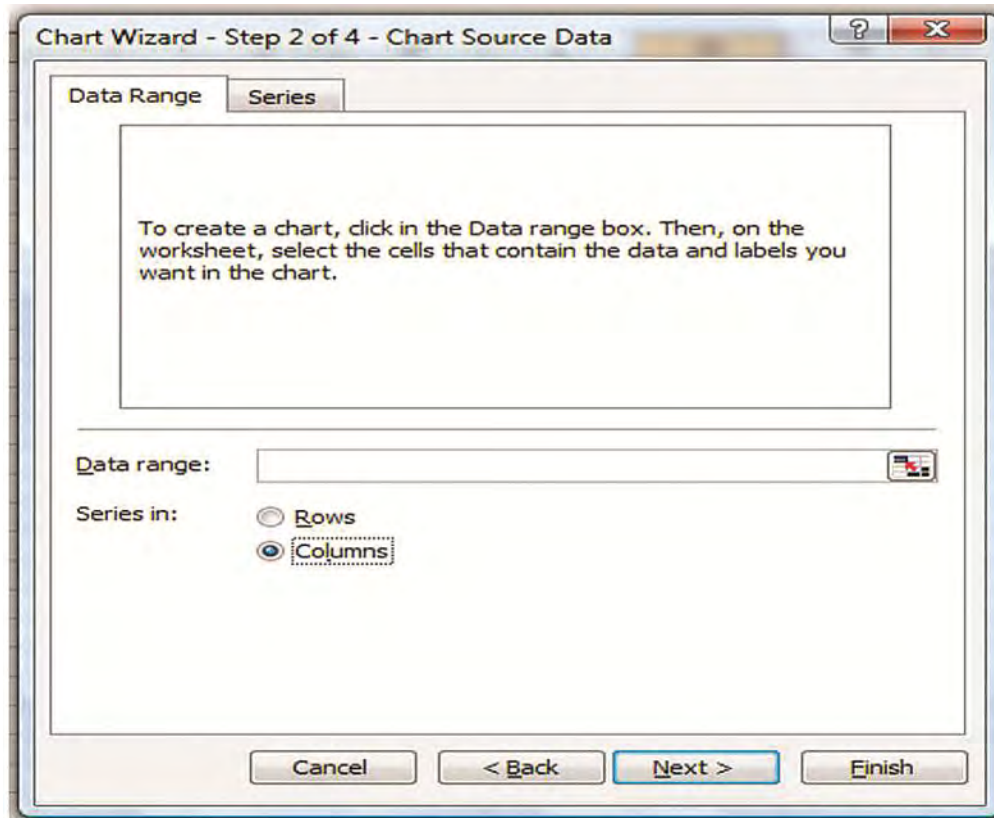 Chart Wizard - Step 2 of 4 - Chart Source Data
Data Range
Series
To create a chart, click in the Data range box. Then, on the
worksheet, select the cells that contain the data and labels you
want in the chart.
Data range:
Series in:
Rows
Columns
Cancel
< Back
Next >
Finish